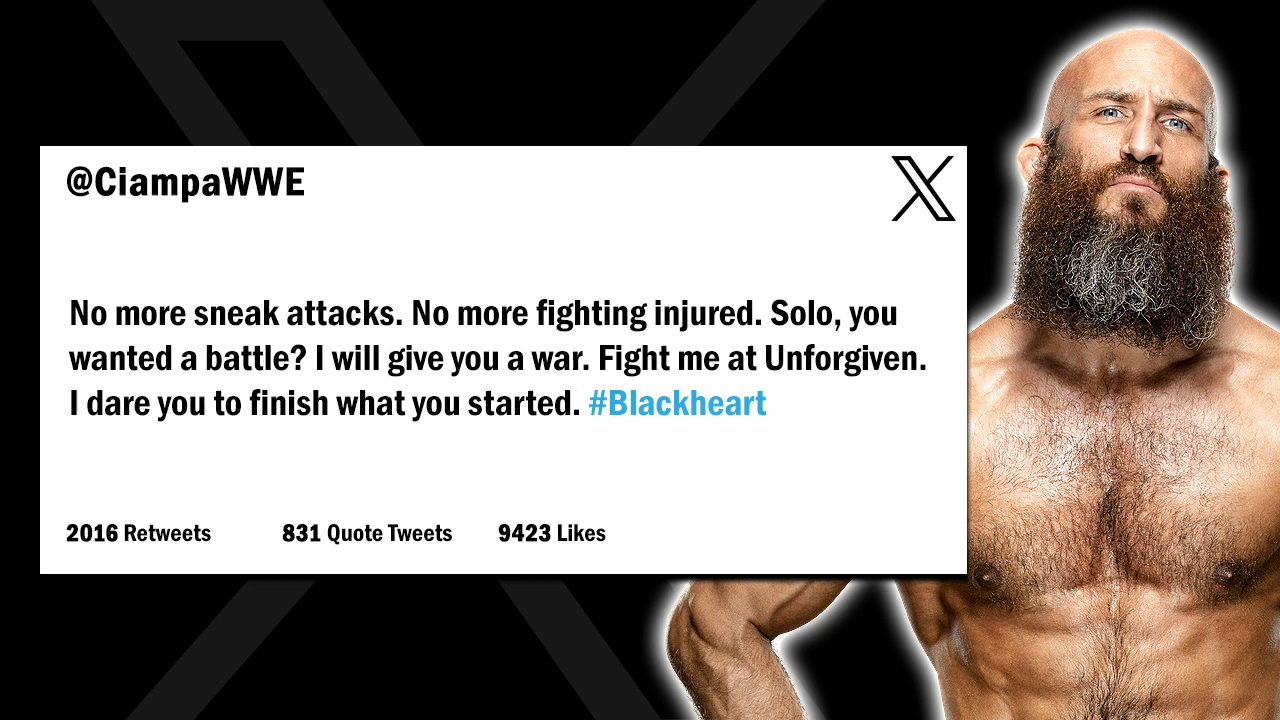 @CiampaWWE
No more sneak attacks. No more fighting injured. Solo, you
wanted a battle? I will give you a war. Fight me at Unforgiven.
I dare you to finish what you started. #Blackheart
2016 Retweets 831 Quote Tweets 9423 Likes